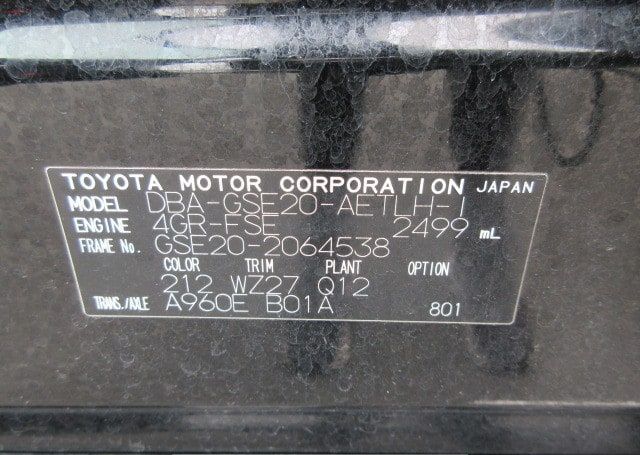 TOYOTA MOTOR CORPORATION JAPAN
MODEL DBA-GSE20-AETLH-I
ENGINE 4GR-FSE 2499 mL
FRAME No. GSE20-2064538
COLOR TRIM PLANT OPTION
212 WZ27 Q12
TRANS./AXLE A960E B01A 801